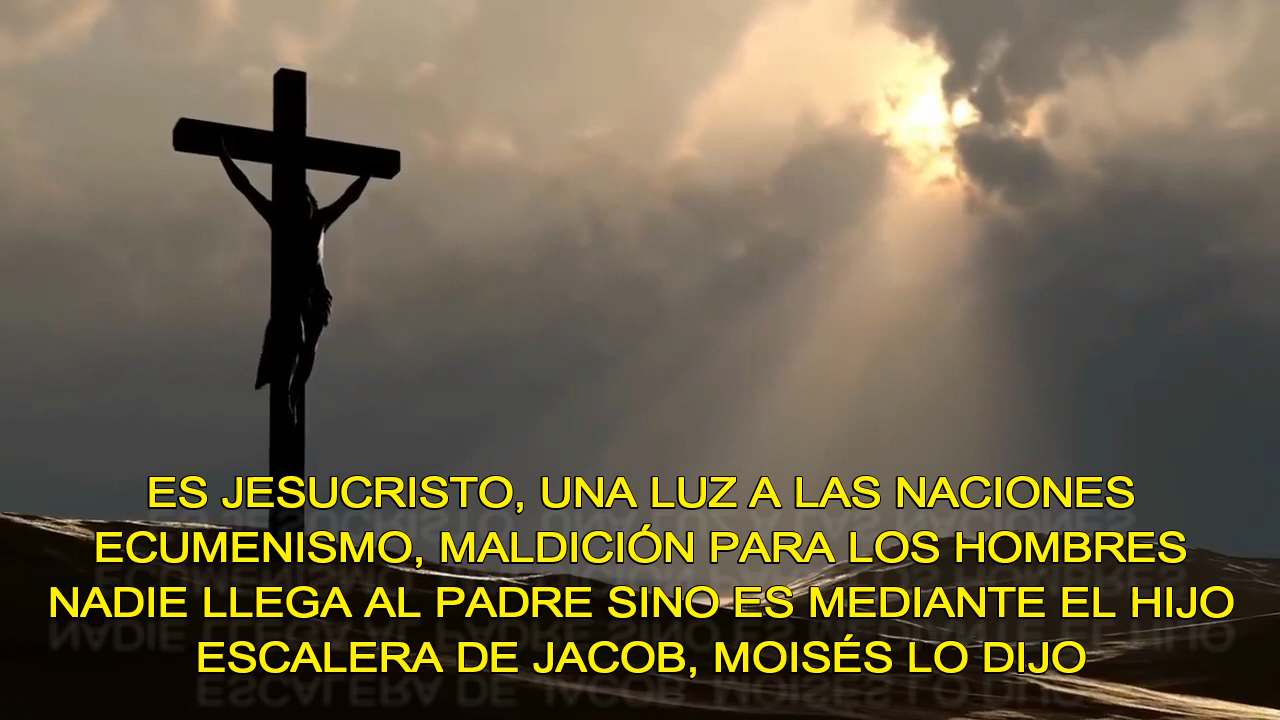 ES JESUCRISTO, UNA LUZ A LAS NACIONES
ECUMENISMO, MALDICIÓN PARA LOS HOMBRES
NADIE LLEGA AL PADRE SINO ES MEDIANTE EL HIJO
ESCALERA DE JACOB, MOISÉS LO DIJO